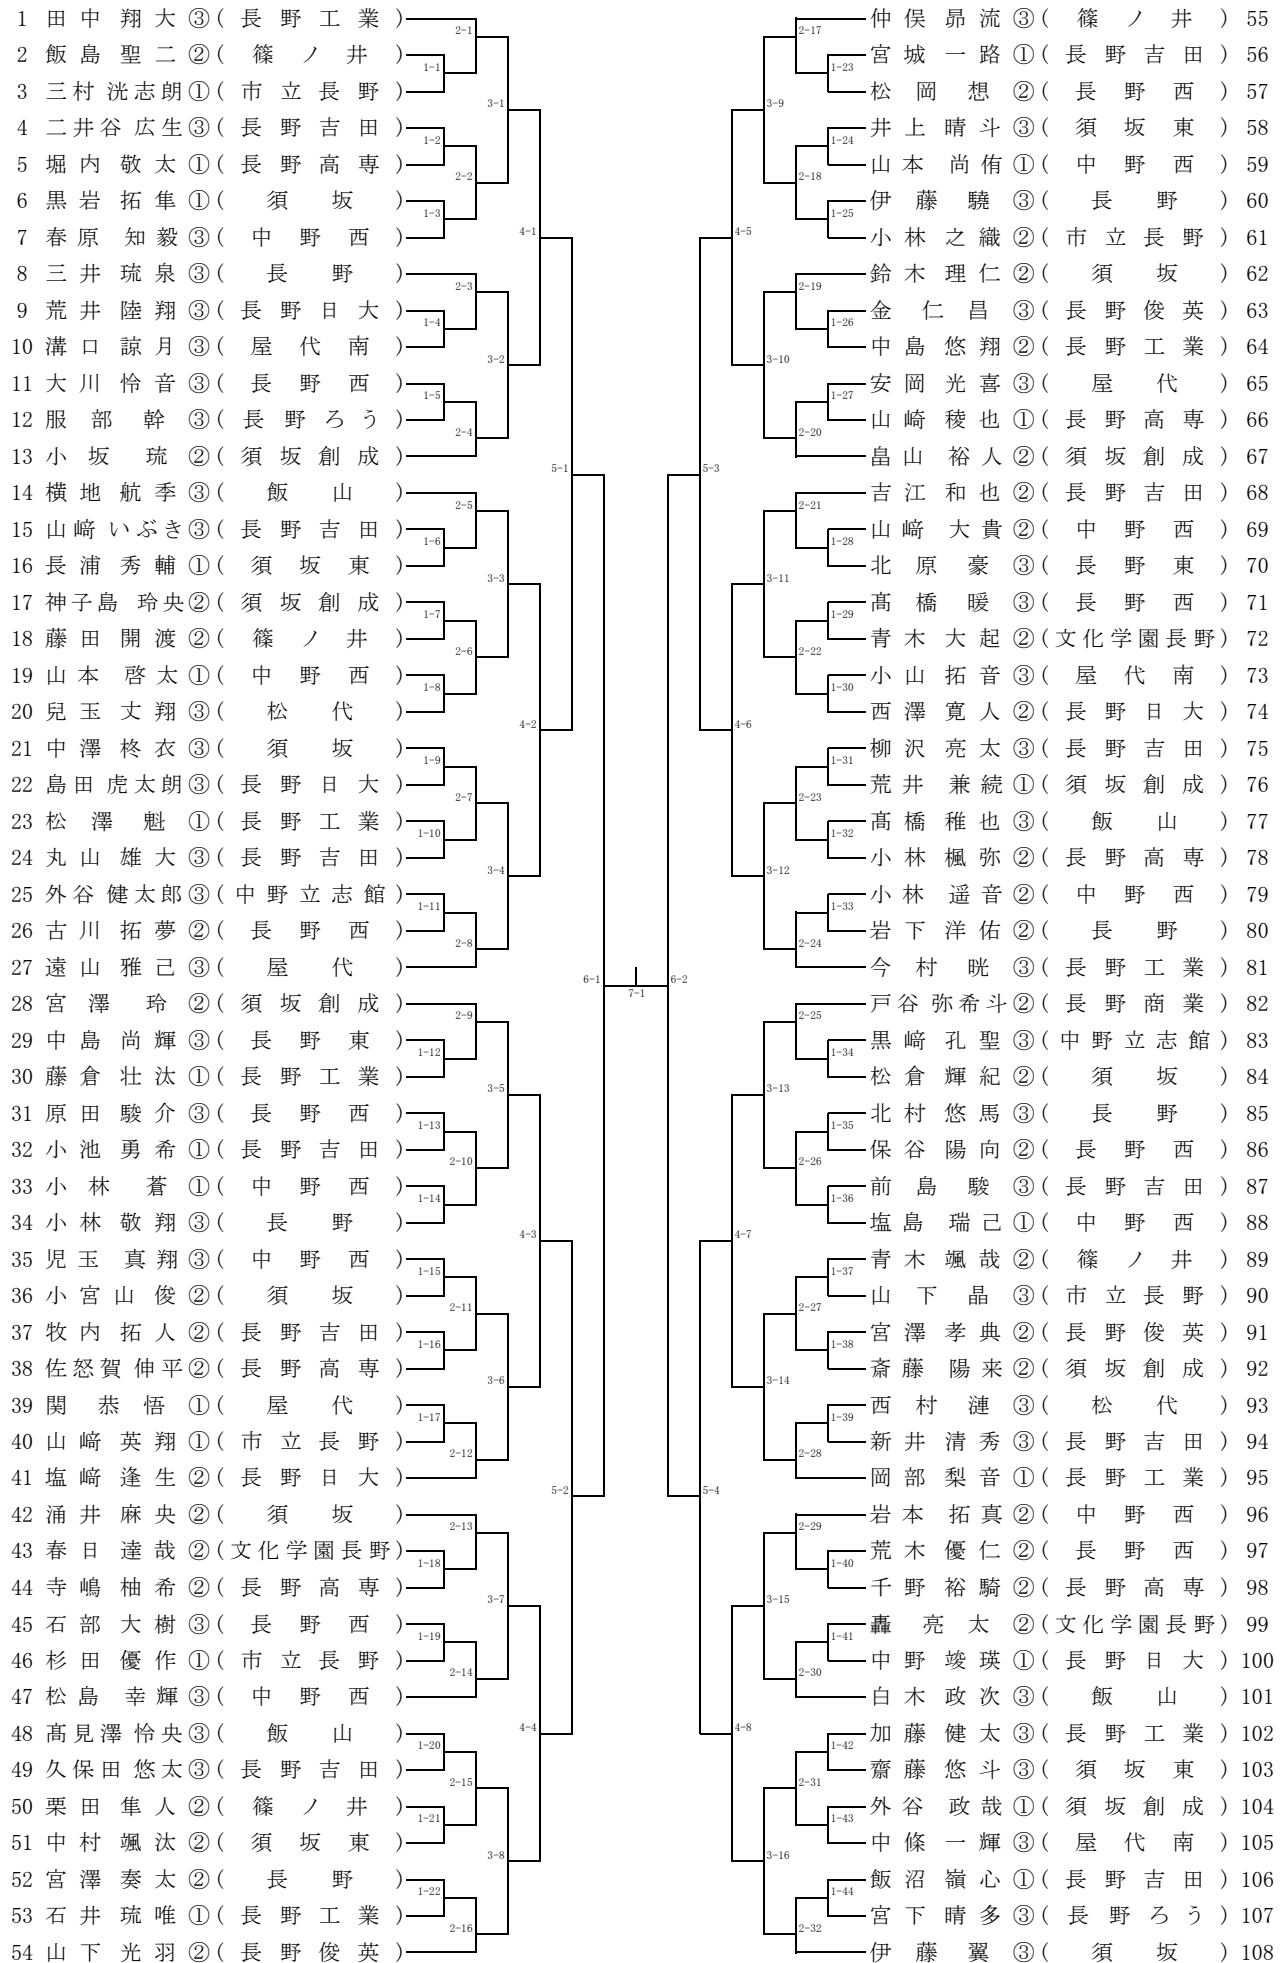 1 田中翔大③(長野工業)
2 飯島聖二②(篠ノ井)
3 三村洸志朗①(市立長野)
4 二井谷広生③(長野吉田)
5 堀内敬太①(長野高専)
6 黒岩拓隼①(須坂)
7 春原知毅③(中野西)
8 三井琉泉③(長野)
9 荒井陸翔③(長野日大)
10 溝口諒月③(屋代南)
11 大川怜音③(長野西)
12 服部幹③(長野ろう)
13 小坂琉②(須坂創成)
14 横地航季③(飯山)
15 山﨑いぶき③(長野吉田)
16 長浦秀輔①(須坂東)
17 神子島玲央②(須坂創成)
18 藤田開渡②(篠ノ井)
19 山本啓太①(中野西)
20 兒玉丈翔③(松代)
21 中澤柊衣③(須坂)
22 島田虎太朗③(長野日大)
23 松澤魁①(長野工業)
24 丸山雄大③(長野吉田)
25 外谷健太郎③(中野立志館)
26 古川拓夢②(長野西)
27 遠山雅己③(屋代)
28 宮澤玲②(須坂創成)
29 中島尚輝③(長野東)
30 藤倉壮汰①(長野工業)
31 原田駿介③(長野西)
32 小池勇希①(長野吉田)
33 小林蒼①(中野西)
34 小林敬翔③(長野)
35 児玉真翔③(中野西)
36 小宮山俊②(須坂)
37 牧内拓人②(長野吉田)
38 佐怒賀伸平②(長野高専)
39 関恭悟①(屋代)
40 山﨑英翔①(市立長野)
41 塩﨑逢生②(長野日大)
42 涌井麻央②(須坂)
43 春日達哉②(文化学園長野)
44 寺嶋柚希②(長野高専)
45 石部大樹③(長野西)
46 杉田優作①(市立長野)
47 松島幸輝③(中野西)
48 髙見澤怜央③(飯山)
49 久保田悠太③(長野吉田)
50 栗田隼人②(篠ノ井)
51 中村颯汰②(須坂東)
52 宮澤奏太②(長野)
53 石井琉唯①(長野工業)
54 山下光羽②(長野俊英)
2-1
1-1
3-1
1-2
2-2
1-3
4-1
2-3
1-4
3-2
1-5
2-4
5-1
2-5
1-6
3-3
1-7
2-6
1-8
4-2
1-9
2-7
1-10
3-4
1-11
2-8
6-1
2-9
1-12
3-5
1-13
2-10
1-14
4-3
1-15
2-11
1-16
3-6
1-17
2-12
5-2
2-13
1-18
3-7
1-19
2-14
4-4
1-20
2-15
1-21
3-8
1-22
2-16
7-1
2-17
1-23
3-9
1-24
2-18
1-25
4-5
2-19
1-26
3-10
1-27
2-20
5-3
2-21
1-28
3-11
1-29
2-22
1-30
4-6
1-31
2-23
1-32
3-12
1-33
2-24
6-2
2-25
1-34
3-13
1-35
2-26
1-36
4-7
1-37
2-27
1-38
3-14
1-39
2-28
5-4
2-29
1-40
3-15
1-41
2-30
4-8
1-42
2-31
1-43
3-16
1-44
2-32
仲俣昴流③(篠ノ井) 55
宮城一路①(長野吉田) 56
松岡想②(長野西) 57
井上晴斗③(須坂東) 58
山本尚侑①(中野西) 59
伊藤驍③(長野) 60
小林之織②(市立長野) 61
鈴木理仁②(須坂) 62
金仁昌③(長野俊英) 63
中島悠翔②(長野工業) 64
安岡光喜③(屋代) 65
山崎稜也①(長野高専) 66
畠山裕人②(須坂創成) 67
吉江和也②(長野吉田) 68
山﨑大貴②(中野西) 69
北原豪③(長野東) 70
髙橋暖③(長野西) 71
青木大起②(文化学園長野) 72
小山拓音③(屋代南) 73
西澤寛人②(長野日大) 74
柳沢亮太③(長野吉田) 75
荒井兼続①(須坂創成) 76
髙橋稚也③(飯山) 77
小林楓弥②(長野高専) 78
小林遥音②(中野西) 79
岩下洋佑②(長野) 80
今村晄③(長野工業) 81
戸谷弥希斗②(長野商業) 82
黒﨑孔聖③(中野立志館) 83
松倉輝紀②(須坂) 84
北村悠馬③(長野) 85
保谷陽向②(長野西) 86
前島駿③(長野吉田) 87
塩島瑞己①(中野西) 88
青木颯哉②(篠ノ井) 89
山下晶③(市立長野) 90
宮澤孝典②(長野俊英) 91
斎藤陽来②(須坂創成) 92
西村漣③(松代) 93
新井清秀③(長野吉田) 94
岡部梨音①(長野工業) 95
岩本拓真②(中野西) 96
荒木優仁②(長野西) 97
千野裕騎②(長野高専) 98
轟亮太②(文化学園長野) 99
中野竣瑛①(長野日大) 100
白木政次③(飯山) 101
加藤健太③(長野工業) 102
齋藤悠斗③(須坂東) 103
外谷政哉①(須坂創成) 104
中條一輝③(屋代南) 105
飯沼嶺心①(長野吉田) 106
宮下晴多③(長野ろう) 107
伊藤翼③(須坂) 108